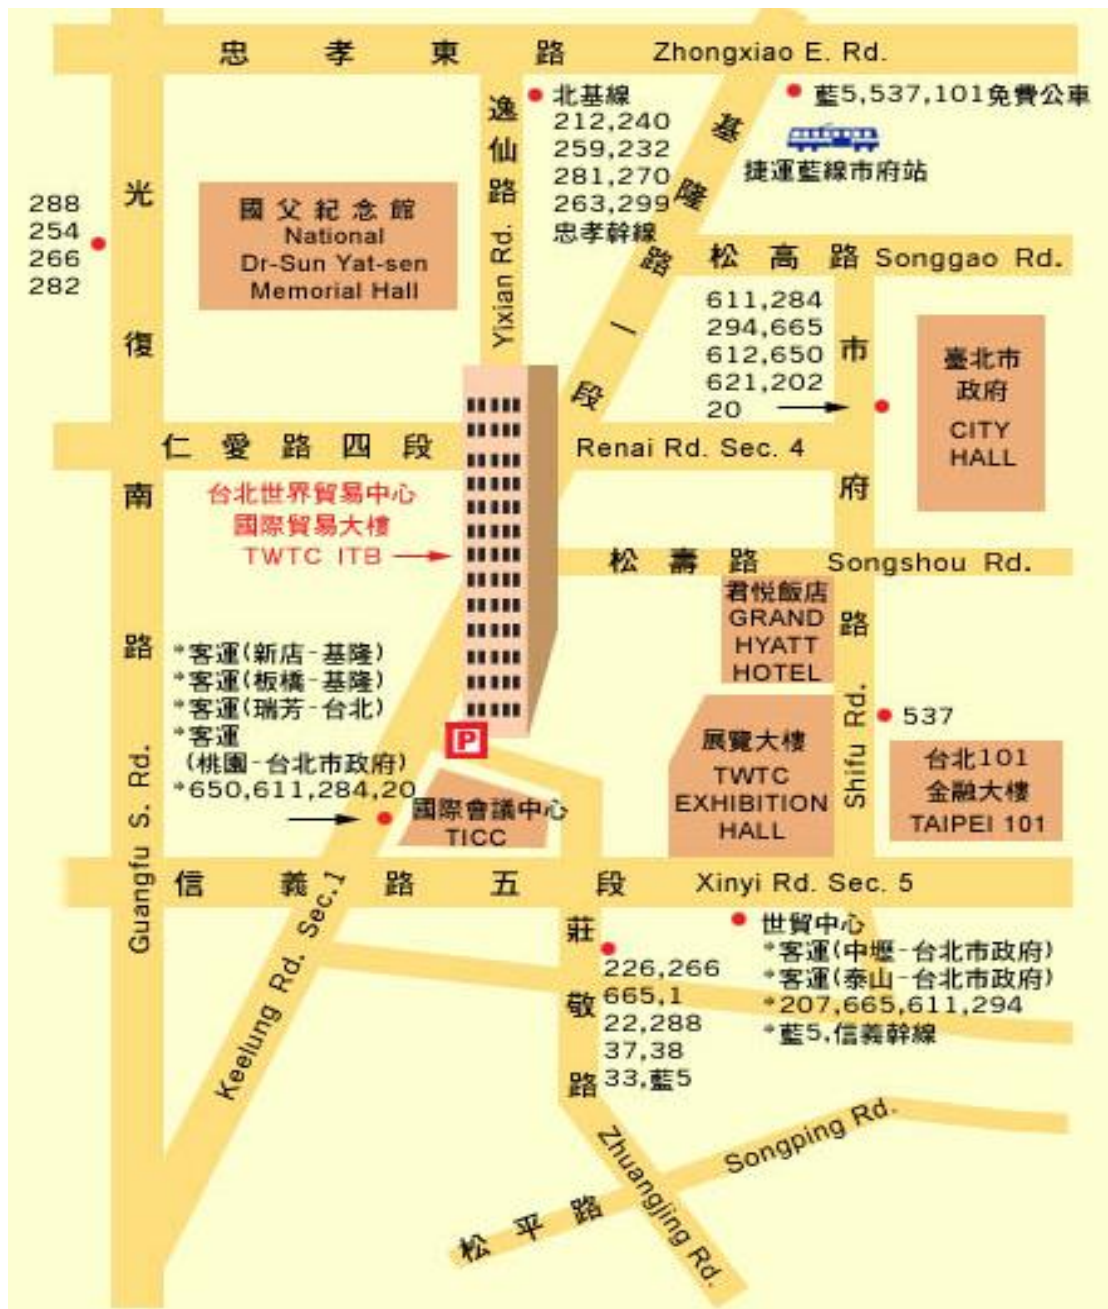 忠孝東路 Zhongxiao E. Rd.
逸仙路 Yixian Rd.
北基線
212,240
259,232
281,270
263,299
忠孝幹線
基隆路一段
藍5,537,101免費公車
捷運藍線市府站
288
254
266
282
光復南路 Guangfu S. Rd.
國父紀念館
National
Dr-Sun Yat-sen
Memorial Hall
松高路 Songgao Rd.
611,284
294,665
612,650
621,202
20
市府路 Shifu Rd.
臺北市
政府
CITY
HALL
仁愛路四段 Renai Rd. Sec. 4
台北世界貿易中心
國際貿易大樓
TWTC ITB
松壽路 Songshou Rd.
君悅飯店
GRAND
HYATT
HOTEL
*客運(新店-基隆)
*客運(板橋-基隆)
*客運(瑞芳-台北)
*客運
(桃園-台北市政府)
*650,611,284,20
P
國際會議中心
TICC
展覽大樓
TWTC
EXHIBITION
HALL
537
台北101
金融大樓
TAIPEI 101
信義路五段 Xinyi Rd. Sec. 5
Keelung Rd. Sec.1
莊敬路 Zhuangjing Rd.
226,266
665,1
22,288
37,38
33,藍5
世貿中心
*客運(中壢-台北市政府)
*客運(泰山-台北市政府)
*207,665,611,294
*藍5,信義幹線
松平路 Songping Rd.